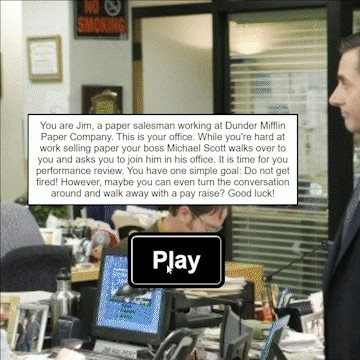 NO
SMOKING
You are Jim, a paper salesman working at Dunder Mifflin
Paper Company. This is your office. While you're hard at
work selling paper your boss Michael Scott walks over to
you and asks you to join him in his office. It is time for you
performance review. You have one simple goal: Do not get
fired! However, maybe you can even turn the conversation
around and walk away with a pay raise? Good luck!
Play